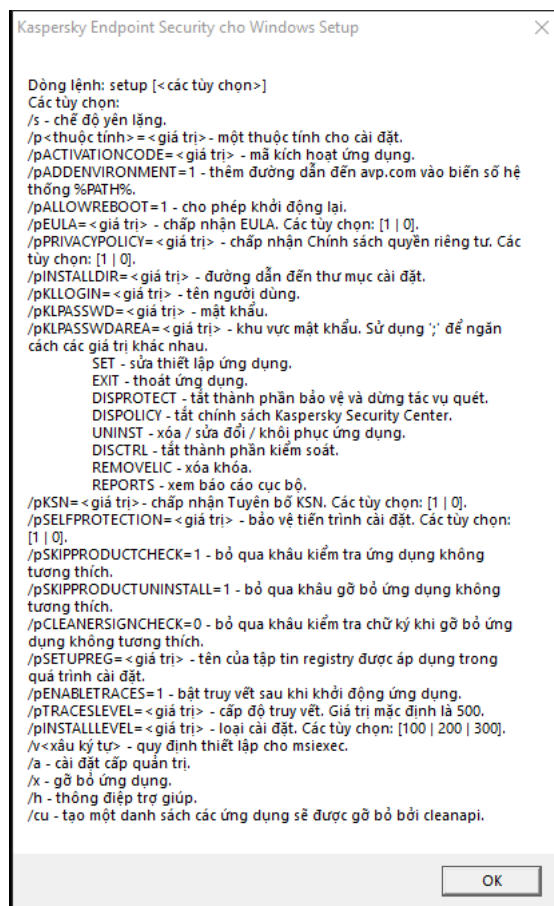 Kaspersky Endpoint Security cho Windows Setup
Dòng lệnh: setup [<các tùy chọn>]
Các tùy chọn:
/s - chế độ yên lặng.
/p<thuộc tính>=<giá trị>- một thuộc tính cho cài đặt.
/pACTIVATIONCODE=<giá trị> - mã kích hoạt ứng dụng.
/pADDENVIRONMENT=1 - thêm đường dẫn đến avp.com vào biến số hệ
thống %PATH%.
/pALLOWREBOOT=1 - cho phép khởi động lại.
/pEULA=<giá trị> - chấp nhận EULA. Các tùy chọn: [1 | 0].
/pPRIVACYPOLICY=<giá trị> - chấp nhận Chính sách quyền riêng tư. Các
tùy chọn: [1 | 0].
/pINSTALLDIR=<giá trị> - đường dẫn đến thư mục cài đặt.
/pKLLOGIN=<giá trị> - tên người dùng.
/pKLPASSWD=<giá trị> - mật khẩu.
/pKLPASSWDAREA=<giá trị> - khu vực mật khẩu. Sử dụng ';' để ngăn
cách các giá trị khác nhau.
SET - sửa thiết lập ứng dụng.
EXIT - thoát ứng dụng.
DISPROTECT - tắt thành phần bảo vệ và dừng tác vụ quét.
DISPOLICY - tắt chính sách Kaspersky Security Center.
UNINST - xóa / sửa đổi / khôi phục ứng dụng.
DISCTRL - tắt thành phần kiểm soát.
REMOVELIC - xóa khóa.
REPORTS - xem báo cáo cục bộ.
/pKSN=<giá trị>- chấp nhận Tuyên bố KSN. Các tùy chọn: [1 | 0].
/pSELFPROTECTION=<giá trị> - bảo vệ tiến trình cài đặt. Các tùy chọn:
[1 | 0].
/pSKIPPRODUCTCHECK=1 - bỏ qua khâu kiểm tra ứng dụng không
tương thích.
/pSKIPPRODUCTUNINSTALL=1 - bỏ qua khâu gỡ bỏ ứng dụng không
tương thích.
/pCLEANERSIGNCHECK=0 - bỏ qua khâu kiểm tra chữ ký khi gỡ bỏ ứng
dụng không tương thích.
/pSETUPREG=<giá trị> - tên của tập tin registry được áp dụng trong
quá trình cài đặt.
/pENABLETRACES=1 - bật truy vết sau khi khởi động ứng dụng.
/pTRACESLEVEL=<giá trị> - cấp độ truy vết. Giá trị mặc định là 500.
/pINSTALLLEVEL=<giá trị> - loại cài đặt. Các tùy chọn: [100 | 200 | 300].
/v<xâu ký tự> - quy định thiết lập cho msiexec.
/a - cài đặt cấp quản trị.
/x - gỡ bỏ ứng dụng.
/h - thông điệp trợ giúp.
/cu - tạo một danh sách các ứng dụng sẽ được gỡ bỏ bởi cleanapi.
OK